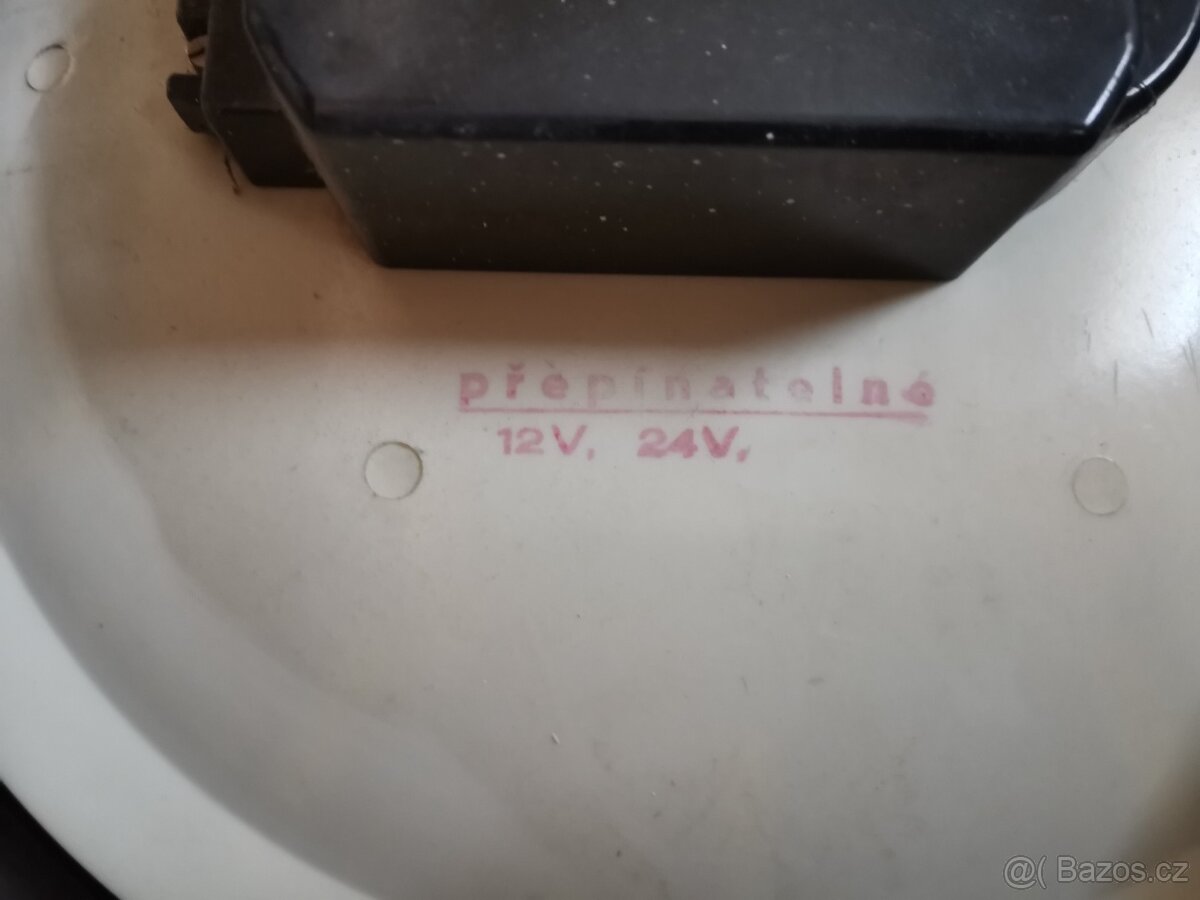 přepínatelné
12V, 24V,
@( Bazos.cz